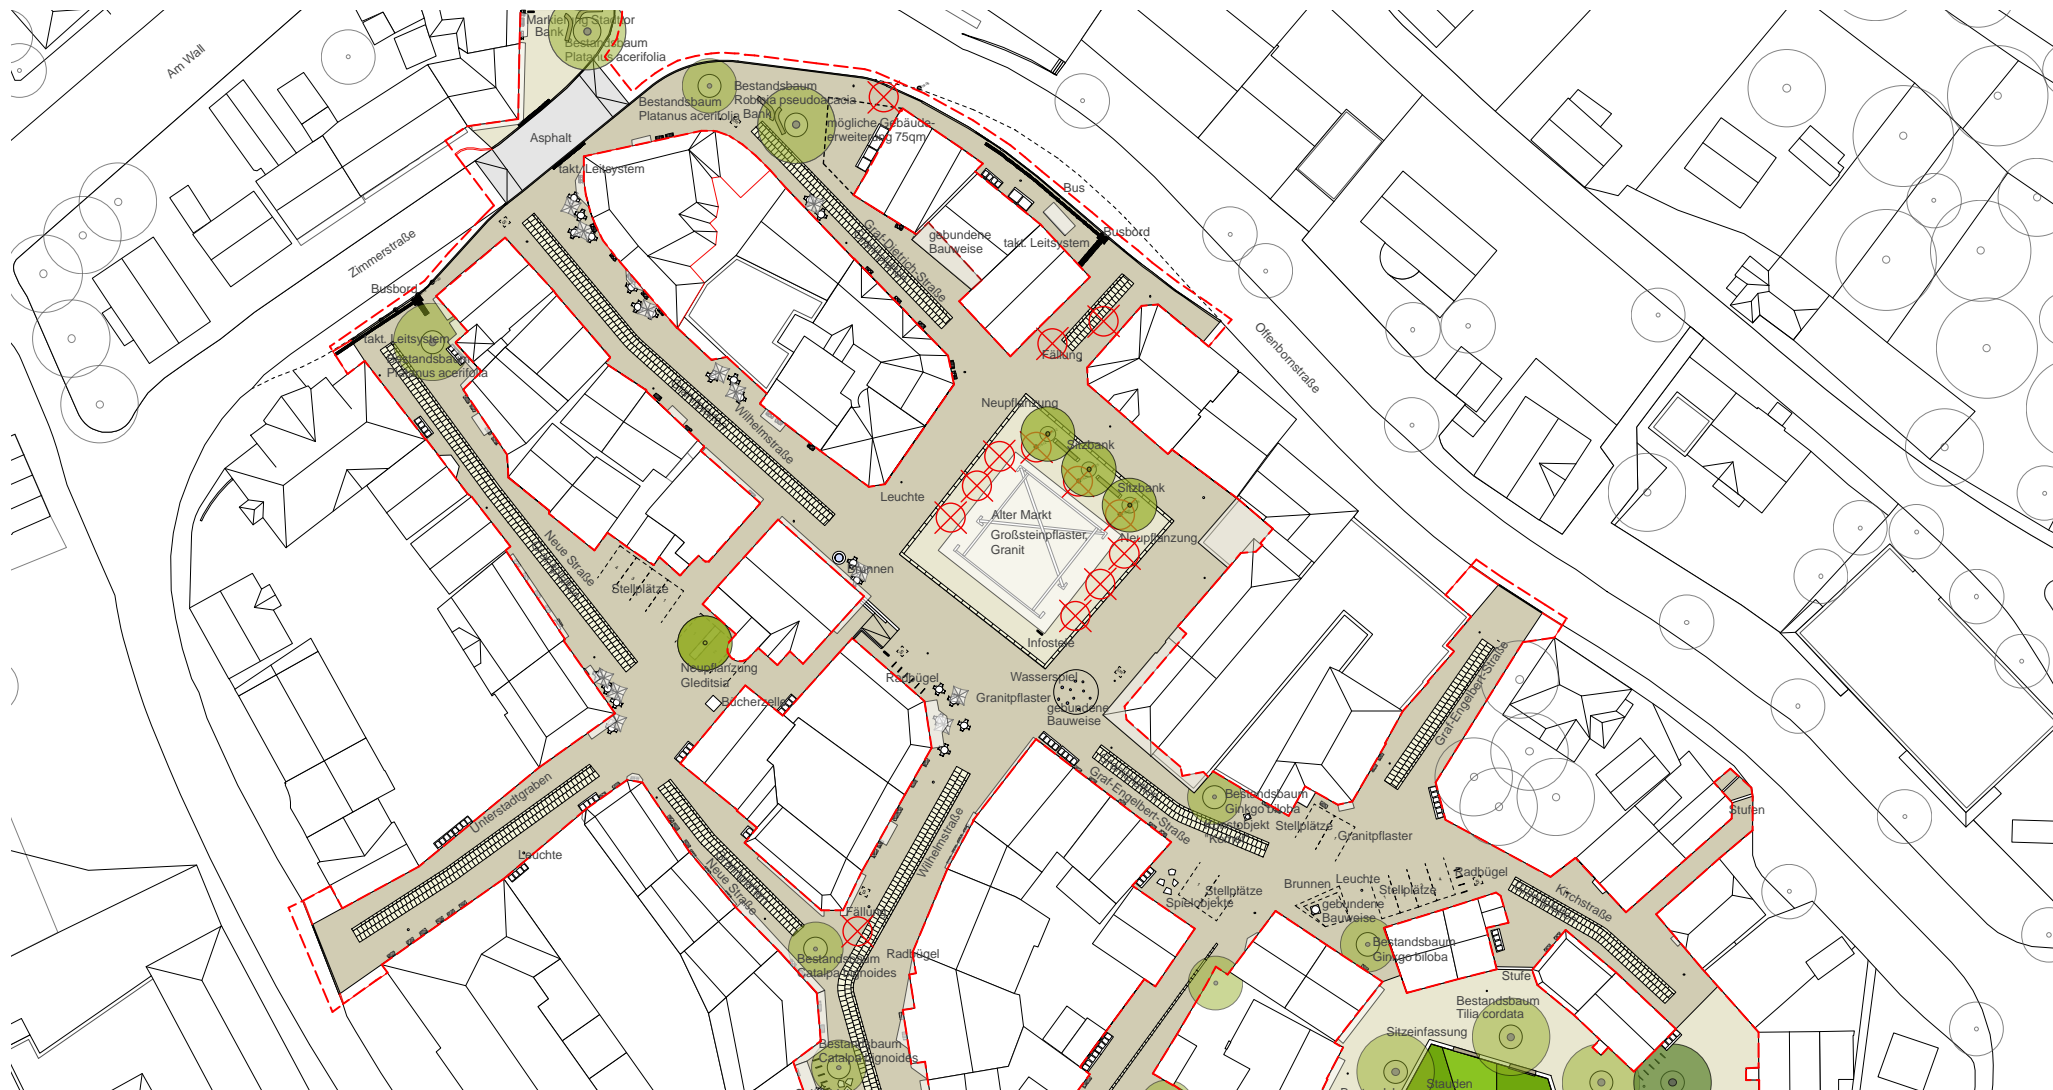 Markierung Stadttor
Bank
Bestandsbaum
Platanus acerifolia
Am Wall
Bestandsbaum
Robinia pseudoacacia
Bestandsbaum
Platanus acerifolia
Bank
mögliche Gebäude-
erweiterung 75qm
Asphalt
takt. Leitsystem
Bus
Busbord
takt. Leitsystem
gebundene
Bauweise
Graf-Dietrich-Straße
Zimmerstraße
Busbord
takt. Leitsystem
Bestandsbaum
Platanus acerifolia
Offenbornstraße
Fällung
Neupflanzung
Sitzbank
Sitzbank
Neupflanzung
Wilhelmstraße
Leuchte
Alter Markt
Großsteinpflaster,
Granit
Neue Straße
Stellplätze
Brunnen
Infostele
Neupflanzung
Gleditsia
Bücherzelle
Radbügel
Wasserspiel
Granitpflaster
gebundene
Bauweise
Graf-Engelbert-Straße
Graf-Engelbert-Straße
Unterstadtgraben
Leuchte
Neue Straße
Wilhelmstraße
Bestandsbaum
Ginkgo biloba
Stellplätze
Granitpflaster
Stufen
Stellplätze
Spielobjekte
Brunnen
Leuchte
Stellplätze
Radbügel
gebundene
Bauweise
Kirchstraße
Fällung
Radbügel
Bestandsbaum
Catalpa bignoides
Bestandsbaum
Ginkgo biloba
Stufe
Bestandsbaum
Tilia cordata
Sitzeinfassung
Bestandsbaum
Catalpa bignoides
Stauden